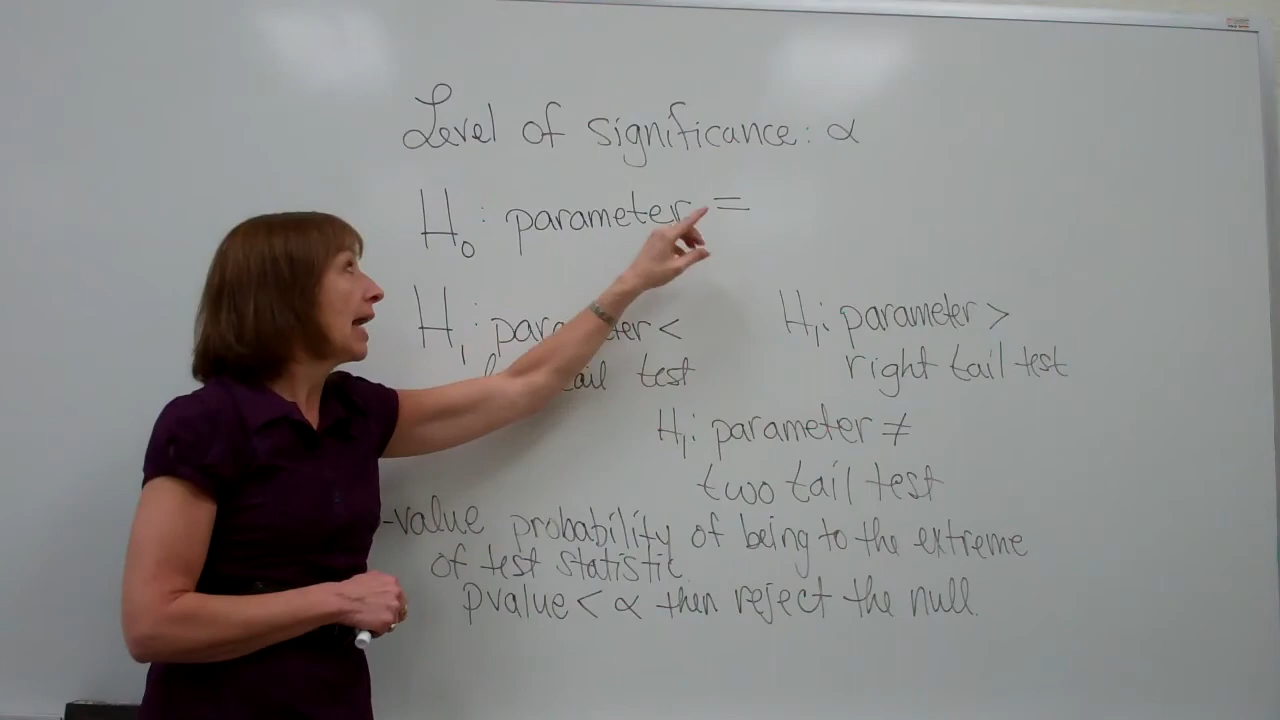 Level of significance: α
H₀: parameter =
H₁: parameter <
tail test
H₁: parameter >
right tail test
H₁: parameter ≠
two tail test
-value probability of being to the extreme
of test statistic
pvalue < α then reject the null.